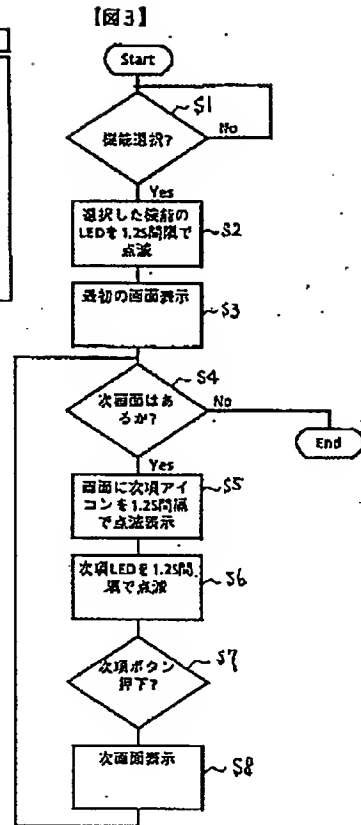 【図3】
Start
S1
機能選択?
No
Yes
選択した機能の
LEDを1.2S間隔で
点滅
S2
最初の画面表示
S3
S4
次画面はあ
るか?
No
End
Yes
画面に次項アイ
コンを1.2S間隔
で点滅表示
S5
次項LEDを1.2S間
隔で点滅
S6
S7
次項ボタン
押下?
次画面表示
S8